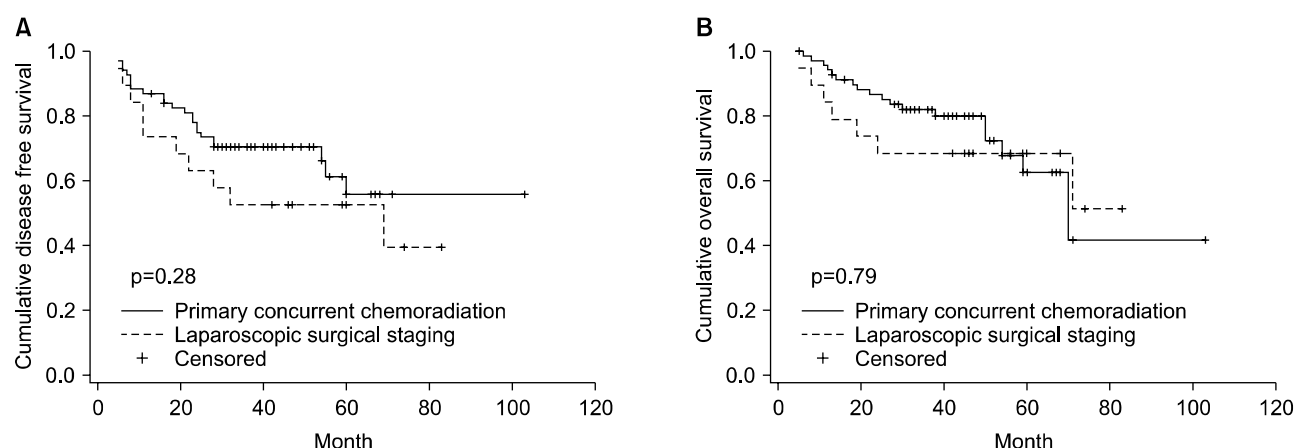 A
Cumulative disease free survival
1.0
0.8
0.6
0.4
0.2
0.0
p=0.28
Primary concurrent chemoradiation
Laparoscopic surgical staging
+ Censored
0 20 40 60 80 100 120
Month
B
Cumulative overall survival
1.0
0.8
0.6
0.4
0.2
0.0
p=0.79
Primary concurrent chemoradiation
Laparoscopic surgical staging
+ Censored
0 20 40 60 80 100 120
Month